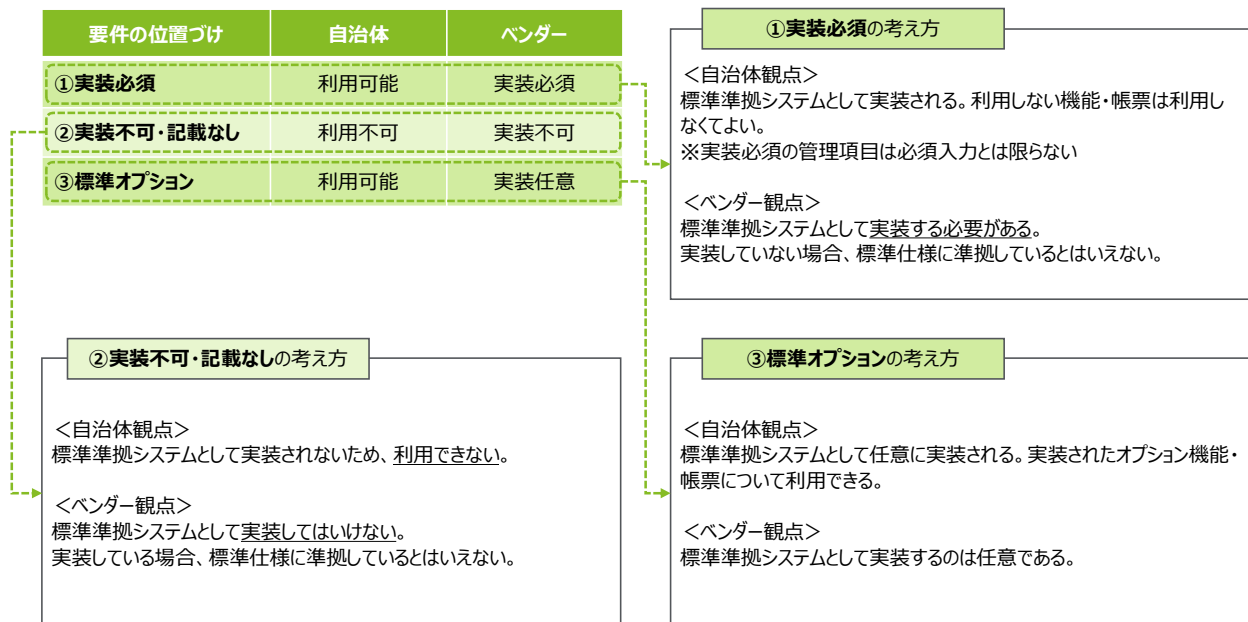 要件の位置づけ 自治体 ベンダー
①実装必須 利用可能 実装必須
②実装不可・記載なし 利用不可 実装不可
③標準オプション 利用可能 実装任意
①実装必須の考え方
＜自治体観点＞
標準準拠システムとして実装される。利用しない機能・帳票は利用し
なくてよい。
※実装必須の管理項目は必須入力とは限らない
＜ベンダー観点＞
標準準拠システムとして実装する必要がある。
実装していない場合、標準仕様に準拠しているとはいえない。
②実装不可・記載なしの考え方
＜自治体観点＞
標準準拠システムとして実装されないため、利用できない。
＜ベンダー観点＞
標準準拠システムとして実装してはいけない。
実装している場合、標準仕様に準拠しているとはいえない。
③標準オプションの考え方
＜自治体観点＞
標準準拠システムとして任意に実装される。実装されたオプション機能・
帳票について利用できる。
＜ベンダー観点＞
標準準拠システムとして実装するのは任意である。